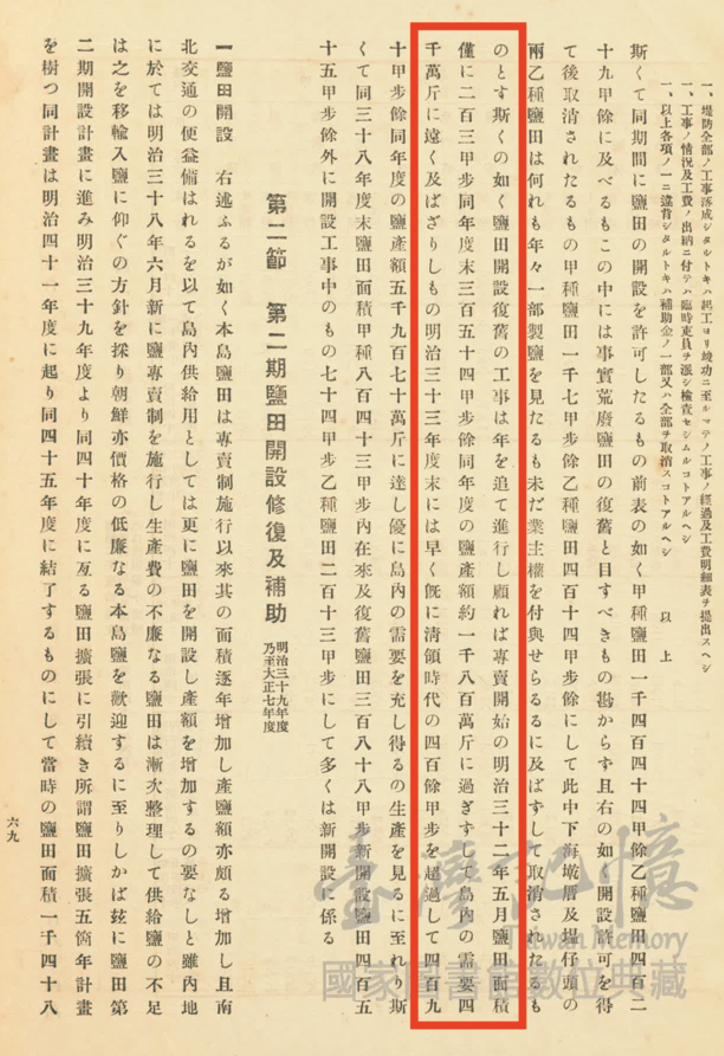 一、堤防全部ノ工事落成シタルトキハ起工ヨリ竣功ニ至ルマテノ工事ノ經過及工費明細表ヲ提出スヘシ
一、工事ノ情況及工費ノ出納ニ付テハ臨時吏員ヲ派シ檢査セシムルコトアルヘシ
一、以上各項ノ一ニ違背シタルトキハ補助金ノ一部又ハ全部ヲ取消スコトアルヘシ　以上
斯くて同期間に鹽田の開設を許可したるもの前表の如く甲種鹽田一千四百四十四甲餘乙種鹽田四百二
十九甲餘に及べるもこの中には事實荒廢鹽田の復舊と目すべきもの尠からず且右の如く開設許可を得
て後取消されたるもの甲種鹽田一千七甲步餘乙種鹽田四百十四甲步餘にして此中下海墘厝及塭仔頭の
兩乙種鹽田は何れも年々一部製鹽を見たるも未だ業主權を付與せらるるに及ばずして取消されたるも
のとす斯くの如く鹽田開設復舊の工事は年を追て進行し顧れば專賣開始の明治三十二年五月鹽田面積
僅に二百三甲步同年度末三百五十四甲步餘同年度の鹽產額約一千八百萬斤に過ぎずして島內の需要四
千萬斤に遠く及ばざりしもの明治三十三年度末には早く旣に淸領時代の四百餘甲步を超過して四百九
十甲步餘同年度の鹽產額五千九百七十萬斤に達し優に島內の需要を充し得るの生產を見るに至れり斯
くて同三十八年度末鹽田面積甲種八百四十三甲步內在來及復舊鹽田三百八十八甲步新開設鹽田四百五
十五甲步餘外に開設工事中のもの七十四甲步乙種鹽田二百十三甲步にして多くは新開設に係る
第二節　第二期鹽田開設修復及補助　明治三十九年度乃至大正七年度
一鹽田開設　右述ふるが如く本島鹽田は專賣制施行以來其の面積逐年增加し產鹽額亦頗る增加し且南
北交通の便益備はれるを以て島內供給用としては更に鹽田を開設し產額を增加するの要なしと雖內地
に於ては明治三十八年六月新に鹽專賣制を施行し生產費の不廉なる鹽田は漸次整理して供給鹽の不足
は之を移輸入鹽に仰ぐの方針を採り朝鮮亦價格の低廉なる本島鹽を歡迎するに至りしかば玆に鹽田第
二期開設計畫に進み明治三十九年度より同四十年度に亙る鹽田擴張に引續き所謂鹽田擴張五箇年計畫
を樹つ同計畫は明治四十一年度に起り同四十五年度に結了するものにして當時の鹽田面積一千四十八
六九
臺灣記憶
Taiwan Memory
國家圖書館數位典藏